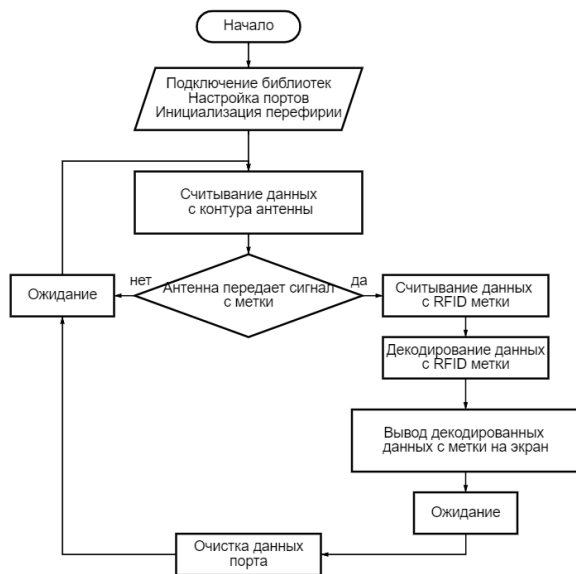 Начало
Подключение библиотек
Настройка портов
Инициализация перефирии
Считывание данных
с контура антенны
нет
Антенна передает сигнал
с метки
да
Ожидание
Считывание данных
с RFID метки
Декодирование данных
с RFID метки
Вывод декодированных
данных с метки на экран
Ожидание
Очистка данных
порта